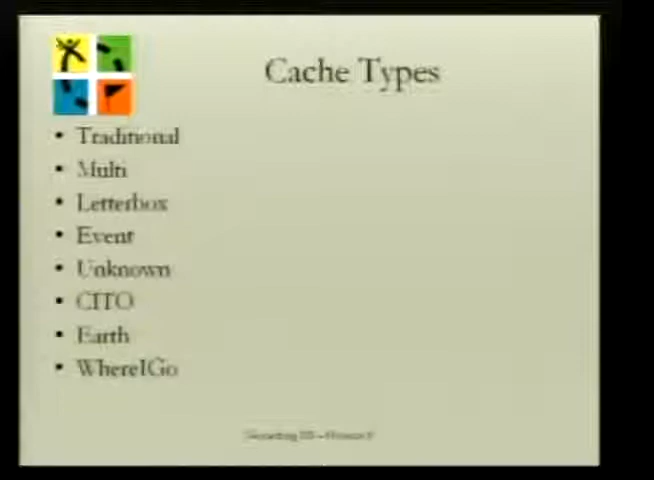 Cache Types
• Traditional
• Multi
• Letterbox
• Event
• Unknown
• CITO
• Earth
• WhereIGo